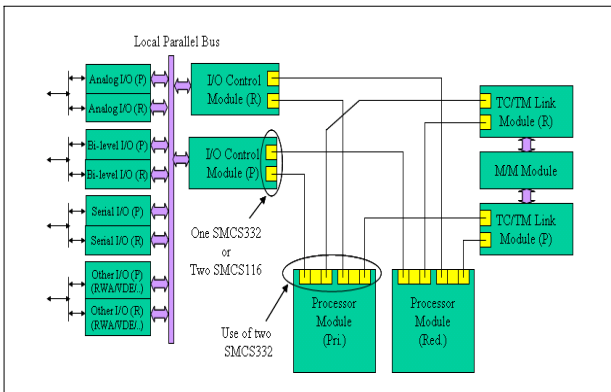 Local Parallel Bus
Analog I/O (P)
Analog I/O (R)
Bi-level I/O (P)
Bi-level I/O (R)
Serial I/O (P)
Serial I/O (R)
Other I/O (P)
(RWA/VDE/..)
Other I/O (R)
(RWA/VDE/..)
I/O Control
Module (R)
I/O Control
Module (P)
One SMCS332
or
Two SMCS116
Use of two
SMCS332
Processor
Module
(Pri.)
Processor
Module
(Red.)
TC/TM Link
Module (R)
M/M Module
TC/TM Link
Module (P)